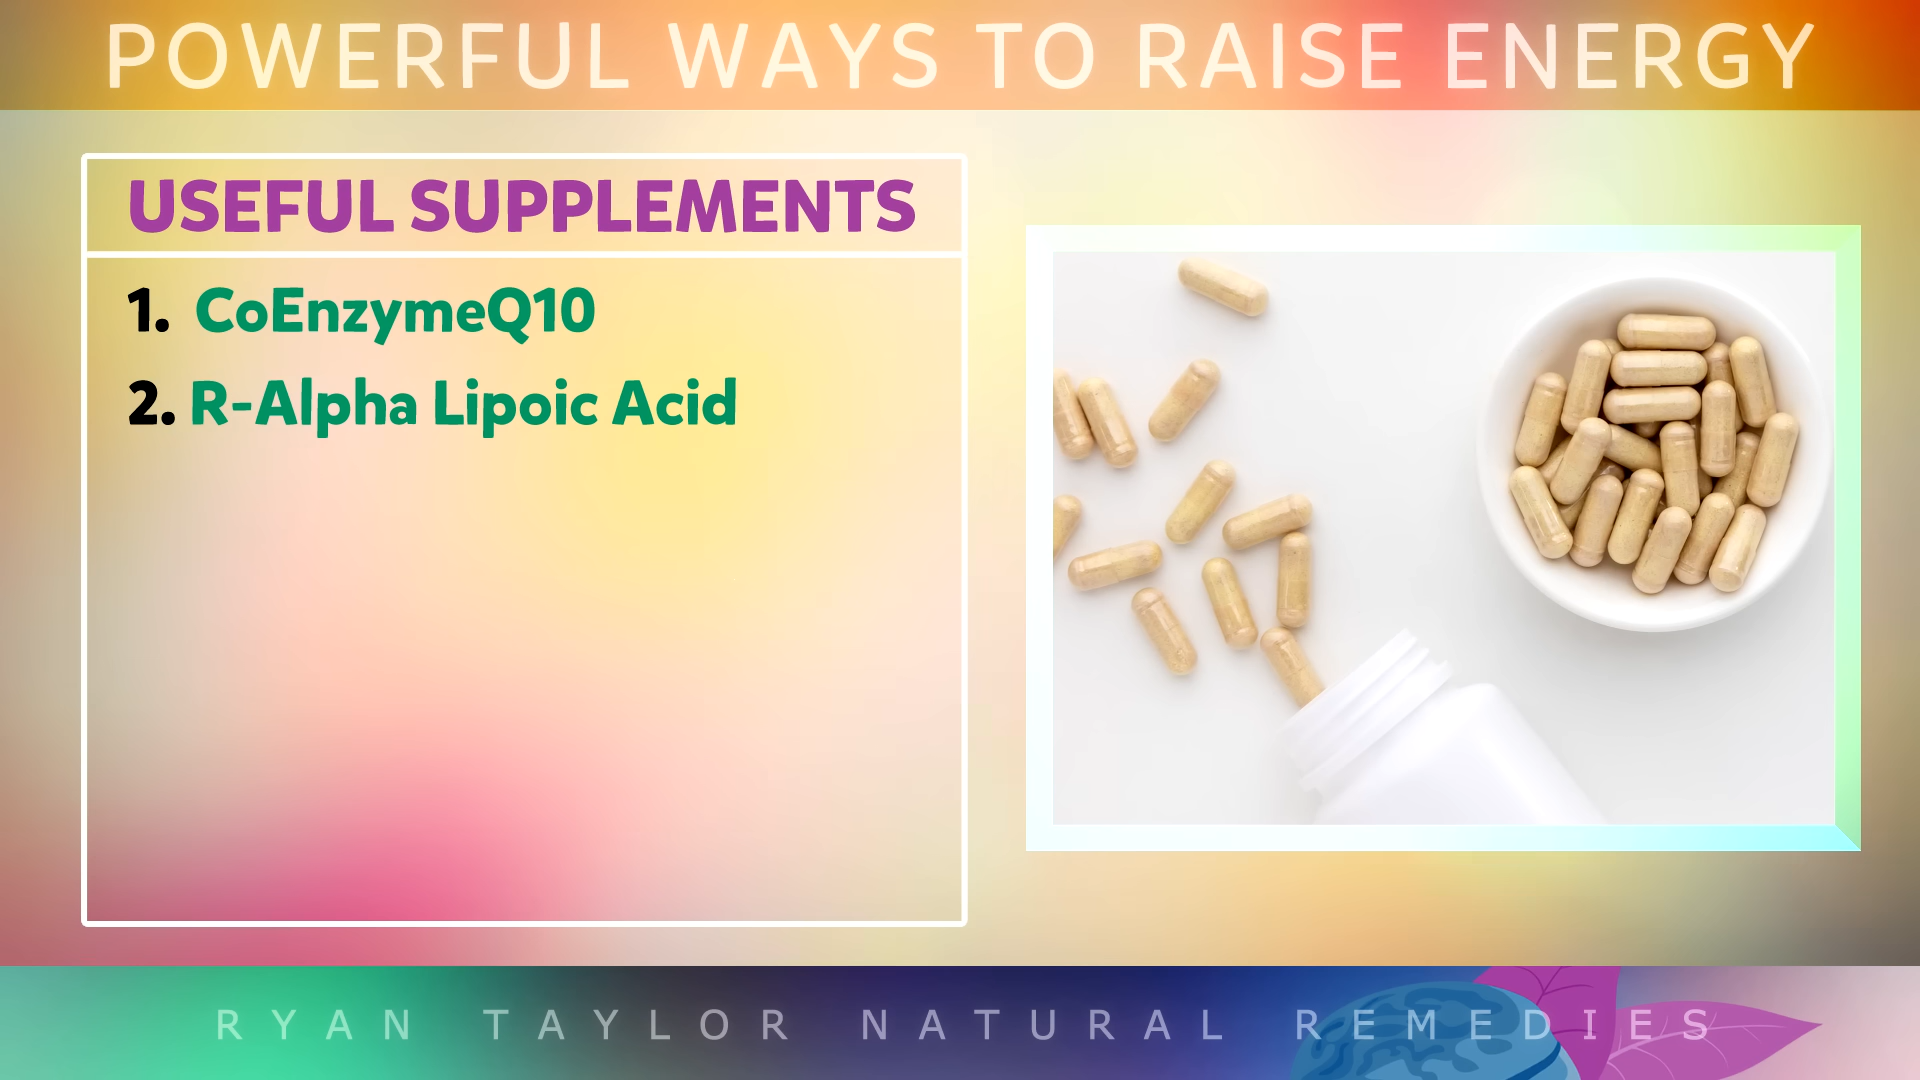 POWERFUL WAYS TO RAISE ENERGY
USEFUL SUPPLEMENTS
1. CoEnzymeQ10
2. R-Alpha Lipoic Acid
RYAN TAYLOR NATURAL REMEDIES